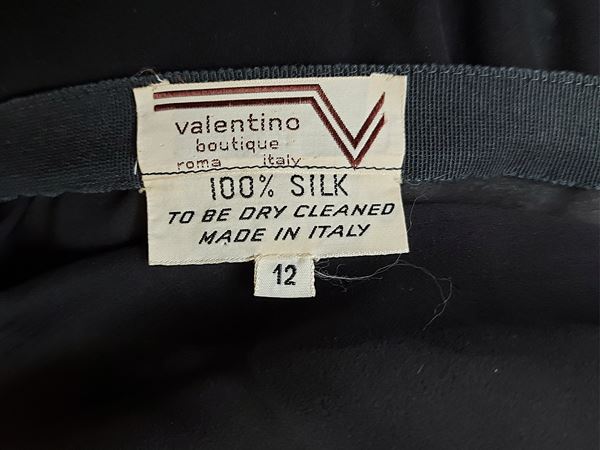 valentino
boutique
roma italy
100% SILK
TO BE DRY CLEANED
MADE IN ITALY
12